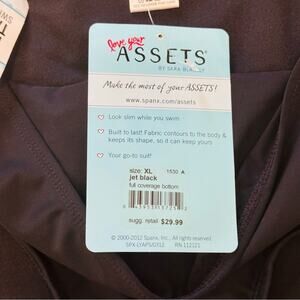 love your
ASSETS
BY SARA BLAKELY
Make the most of your ASSETS!
www.spanx.com/assets
Look slim while you swim
Built to last! Fabric contours to the body &
keeps its shape, so it can keep yours
Your go-to suit!
size: XL 1530 A
jet black
full coverage bottom
sugg. retail $29.99
© 2000-2012 Spanx, Inc.
All Rights Reserved.
SPX-LYAPS/GXL2 RN 112121